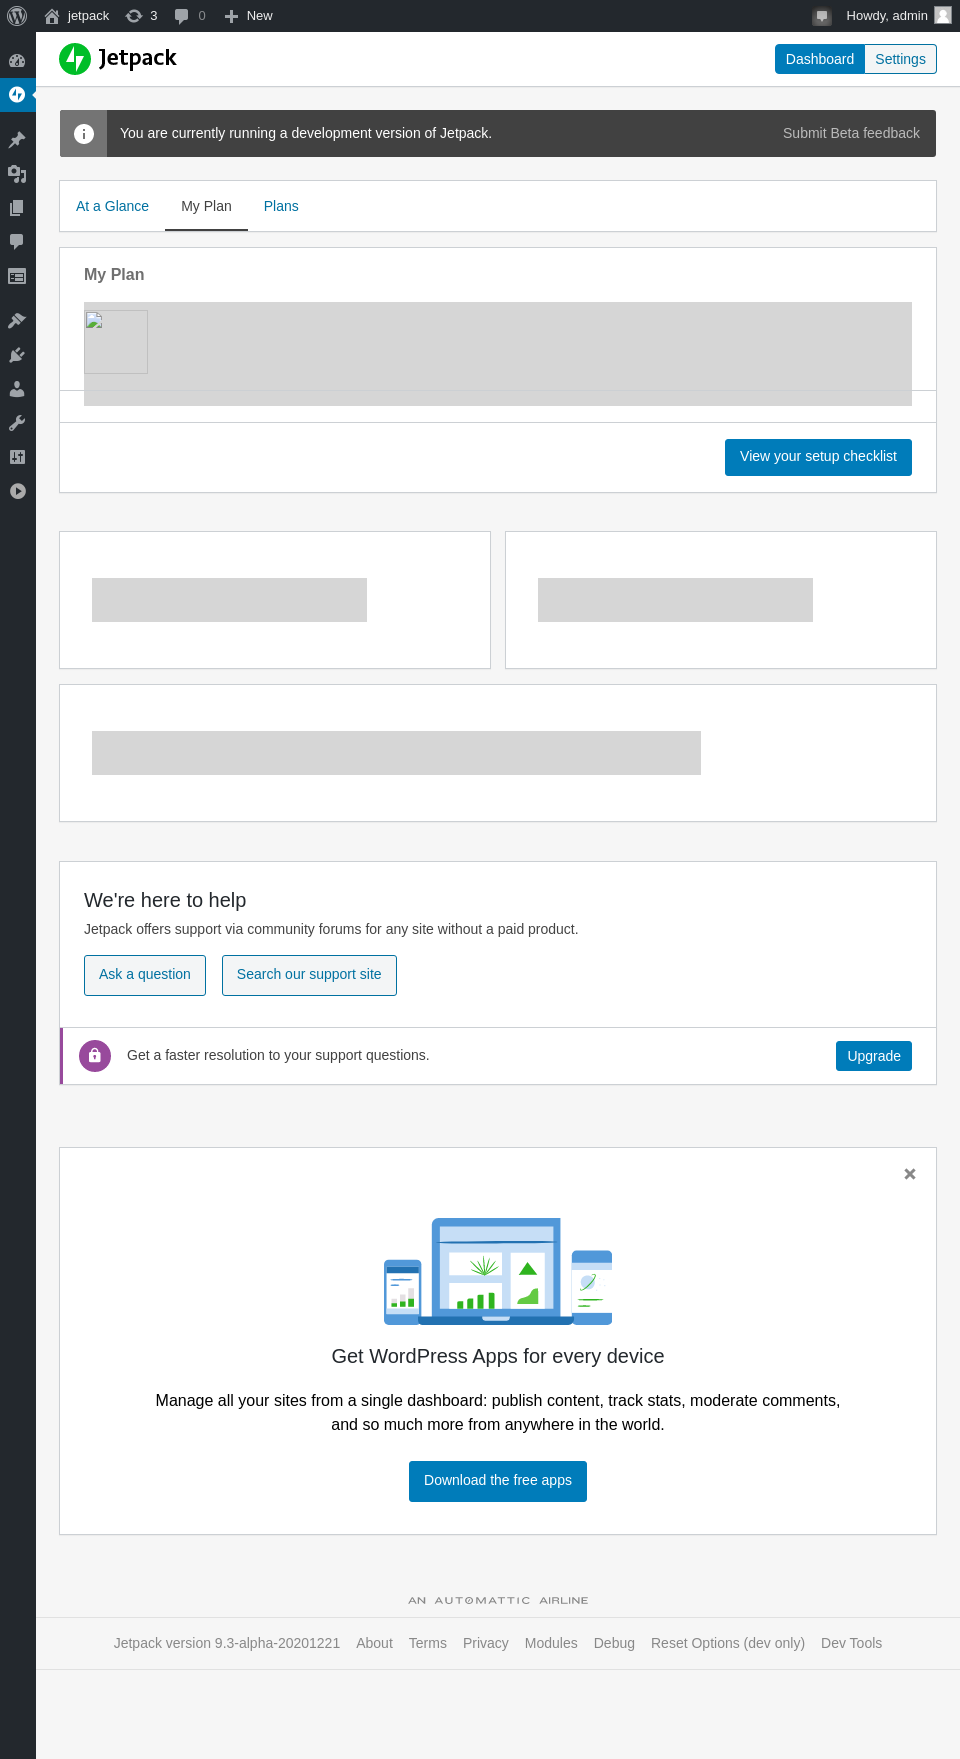 jetpack 3 0 New Howdy, admin
Jetpack Dashboard Settings
You are currently running a development version of Jetpack. Submit Beta feedback
At a Glance My Plan Plans
My Plan
View your setup checklist
We're here to help
Jetpack offers support via community forums for any site without a paid product.
Ask a question Search our support site
Get a faster resolution to your support questions. Upgrade
Get WordPress Apps for every device
Manage all your sites from a single dashboard: publish content, track stats, moderate comments,
and so much more from anywhere in the world.
Download the free apps
AN AUTOMATTIC AIRLINE
Jetpack version 9.3-alpha-20201221 About Terms Privacy Modules Debug Reset Options (dev only) Dev Tools